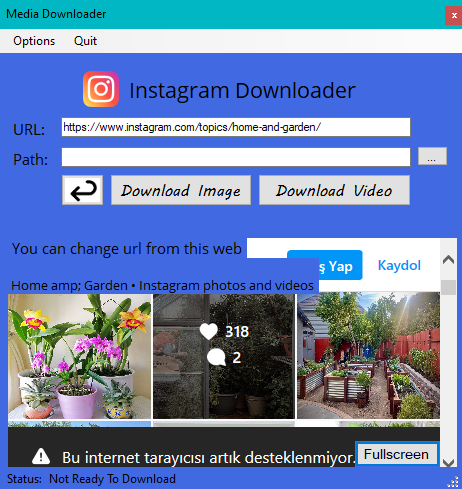 Media Downloader x
Options Quit
Instagram Downloader
URL: https://www.instagram.com/topics/home-and-garden/
Path: ...
Download Image Download Video
You can change url from this web
Yap Kaydol
Home amp; Garden • Instagram photos and videos
318
2
Bu internet tarayıcısı artık desteklenmiyor. Fullscreen
Status: Not Ready To Download